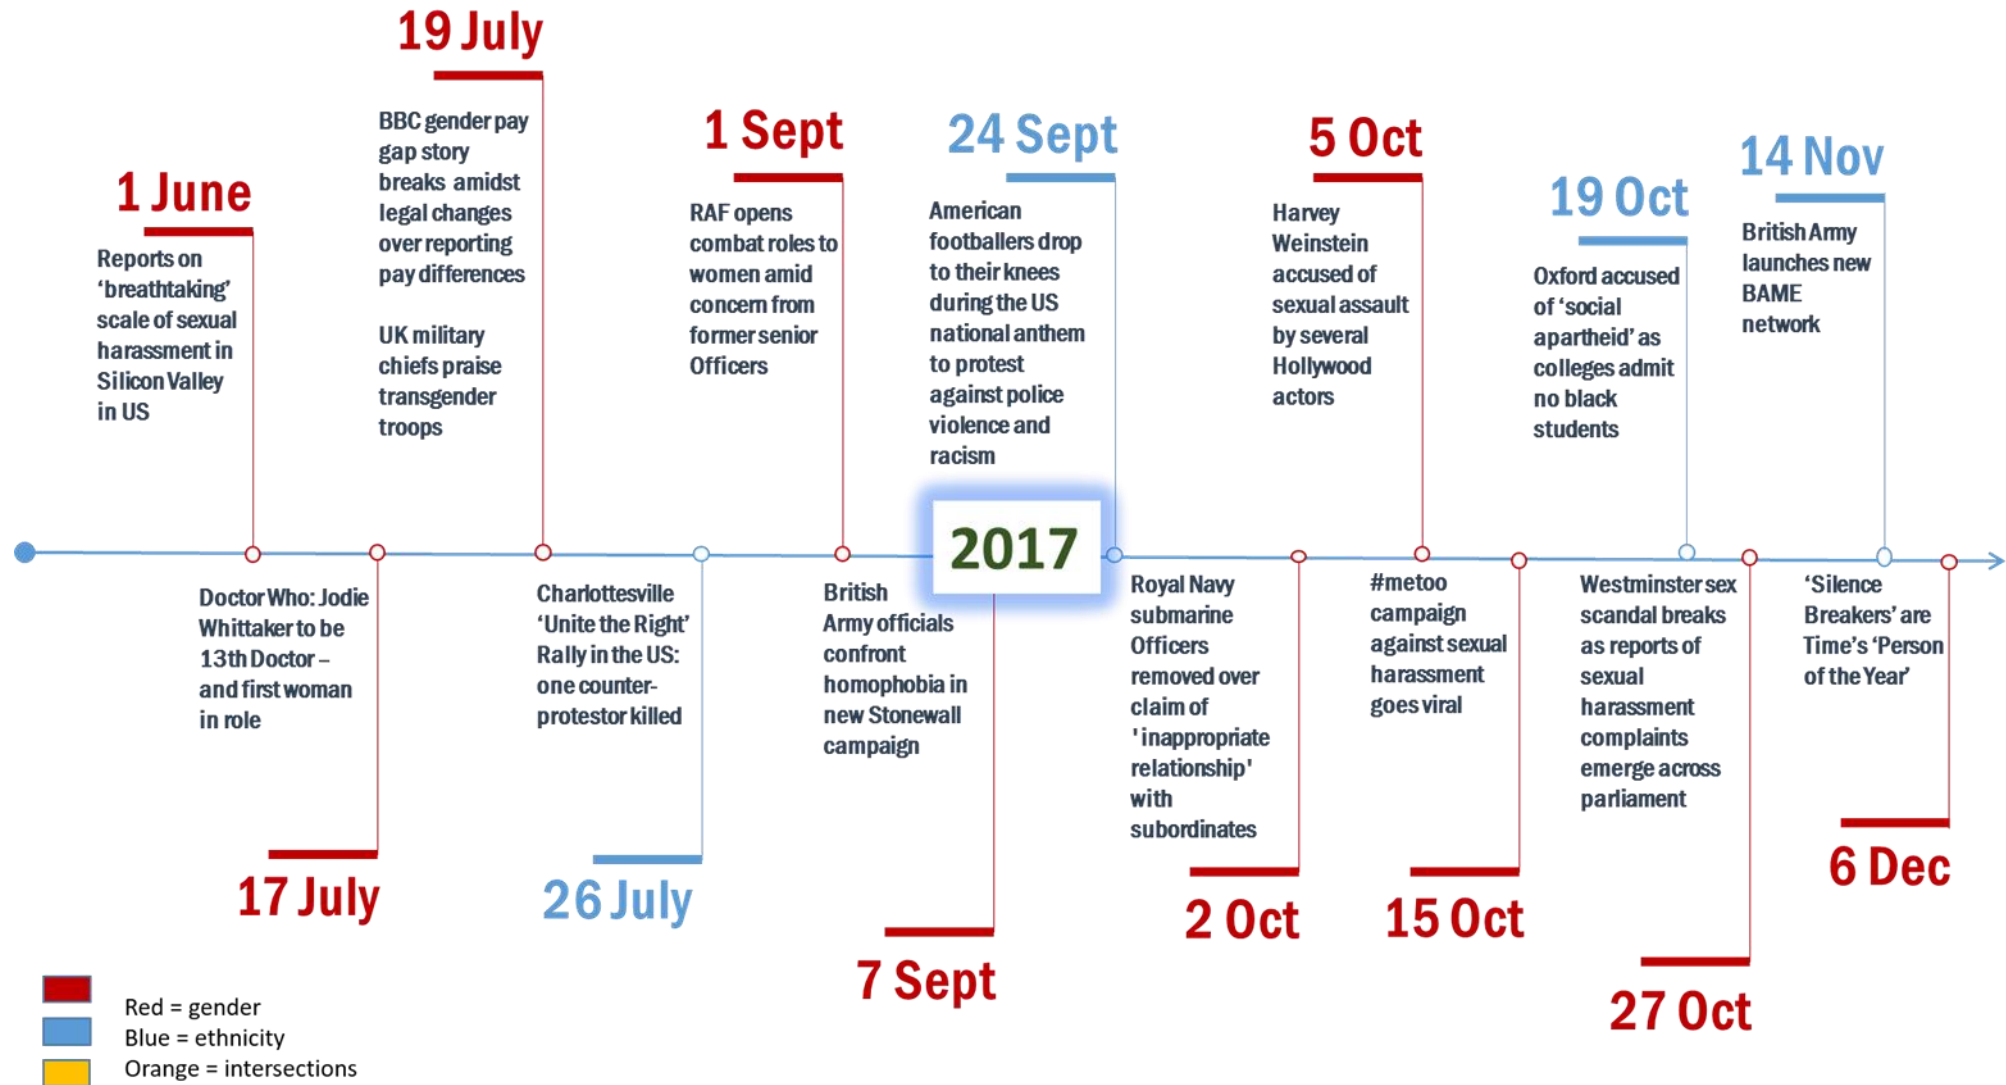 19 July
BBC gender pay
gap story
breaks amidst
legal changes
over reporting
pay differences
UK military
chiefs praise
transgender
troops
1 June
Reports on
‘breathtaking’
scale of sexual
harassment in
Silicon Valley
in US
1 Sept
RAF opens
combat roles to
women amid
concern from
former senior
Officers
24 Sept
American
footballers drop
to their knees
during the US
national anthem
to protest
against police
violence and
racism
5 Oct
Harvey
Weinstein
accused of
sexual assault
by several
Hollywood
actors
19 Oct
Oxford accused
of ‘social
apartheid’ as
colleges admit
no black
students
14 Nov
British Army
launches new
BAME
network
2017
Doctor Who: Jodie
Whittaker to be
13th Doctor –
and first woman
in role
17 July
Charlottesville
‘Unite the Right’
Rally in the US:
one counter-
protestor killed
26 July
British
Army officials
confront
homophobia in
new Stonewall
campaign
7 Sept
Royal Navy
submarine
Officers
removed over
claim of
'inappropriate
relationship'
with
subordinates
2 Oct
#metoo
campaign
against sexual
harassment
goes viral
15 Oct
Westminster sex
scandal breaks
as reports of
sexual
harassment
complaints
emerge across
parliament
27 Oct
‘Silence
Breakers’ are
Time’s ‘Person
of the Year’
6 Dec
Red = gender
Blue = ethnicity
Orange = intersections